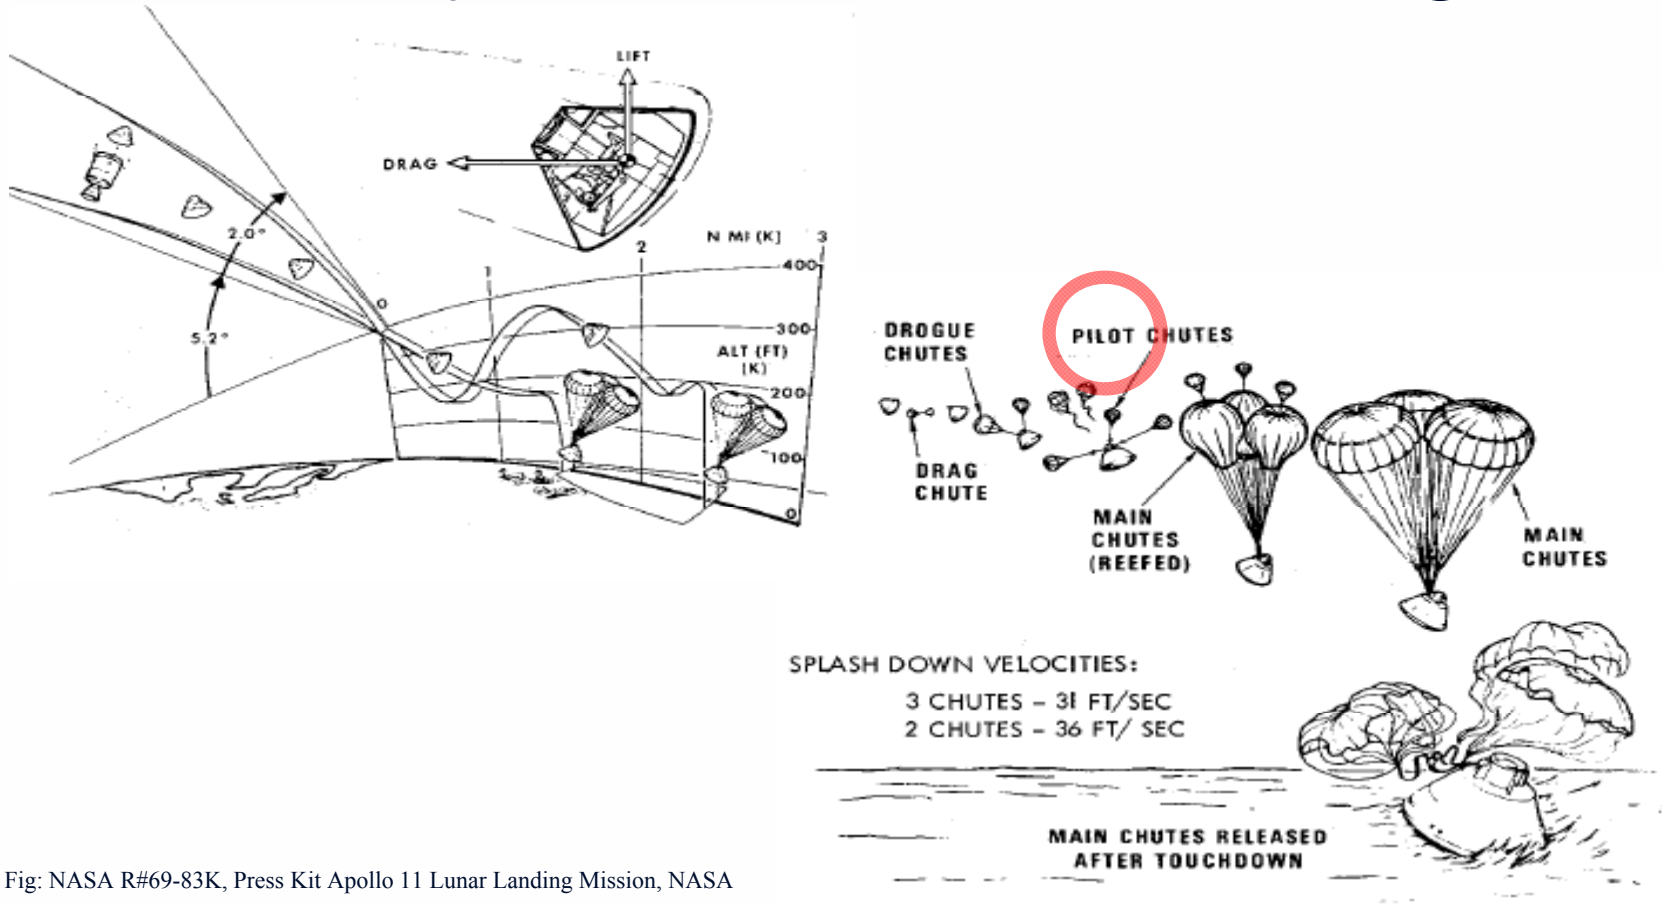 LIFT
DRAG
2.0°
5.2°
N MI (K)
0
1
2
3
400
300
ALT (FT)
(K)
200
100
0
DROGUE
CHUTES
PILOT CHUTES
DRAG
CHUTE
MAIN
CHUTES
(REEFED)
MAIN
CHUTES
SPLASH DOWN VELOCITIES:
3 CHUTES – 31 FT/SEC
2 CHUTES – 36 FT/ SEC
MAIN CHUTES RELEASED
AFTER TOUCHDOWN
Fig: NASA R#69-83K, Press Kit Apollo 11 Lunar Landing Mission, NASA